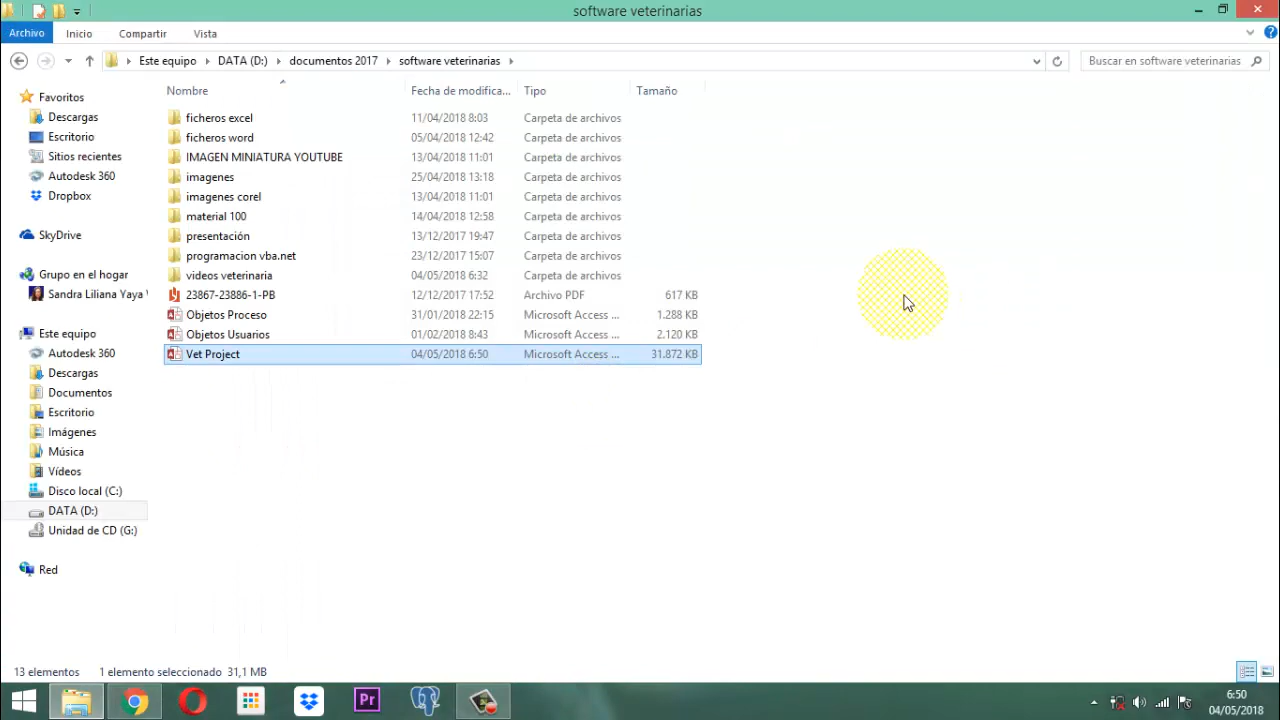 software veterinarias
Archivo Inicio Compartir Vista
Este equipo DATA (D:) documentos 2017 software veterinarias Buscar en software veterinarias
Nombre Fecha de modifica... Tipo Tamaño
Favoritos
Descargas
Escritorio
Sitios recientes
Autodesk 360
Dropbox
SkyDrive
Grupo en el hogar
Sandra Liliana Yaya
Este equipo
Autodesk 360
Descargas
Documentos
Escritorio
Imágenes
Música
Vídeos
Disco local (C:)
DATA (D:)
Unidad de CD (G:)
Red
ficheros excel 11/04/2018 8:03 Carpeta de archivos
ficheros word 05/04/2018 12:42 Carpeta de archivos
IMAGEN MINIATURA YOUTUBE 13/04/2018 11:01 Carpeta de archivos
imagenes 25/04/2018 13:18 Carpeta de archivos
imagenes corel 13/04/2018 11:01 Carpeta de archivos
material 100 14/04/2018 12:58 Carpeta de archivos
presentación 13/12/2017 19:47 Carpeta de archivos
programacion vba.net 23/12/2017 15:07 Carpeta de archivos
videos veterinaria 04/05/2018 6:32 Carpeta de archivos
23867-23886-1-PB 12/12/2017 17:52 Archivo PDF 617 KB
Objetos Proceso 31/01/2018 22:15 Microsoft Access ... 1.288 KB
Objetos Usuarios 01/02/2018 8:43 Microsoft Access ... 2.120 KB
Vet Project 04/05/2018 6:50 Microsoft Access ... 31.872 KB
13 elementos 1 elemento seleccionado 31,1 MB
Pr
6:50
04/05/2018